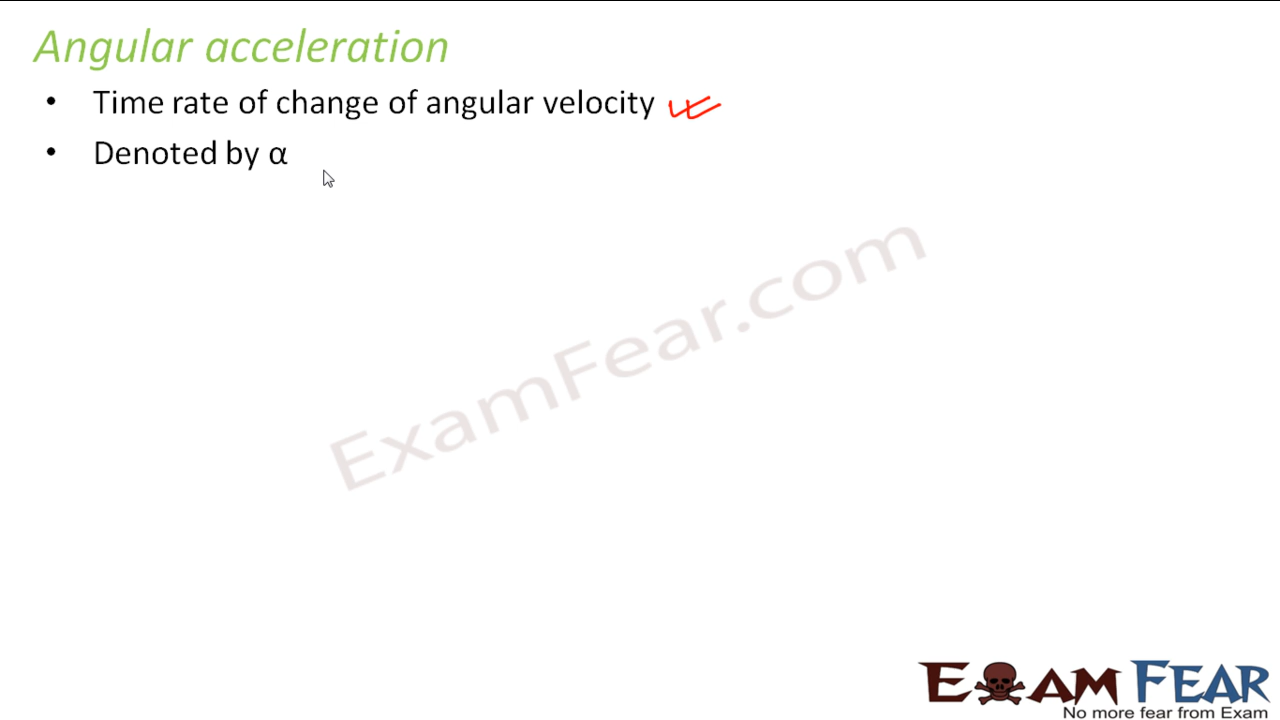 Angular acceleration
• Time rate of change of angular velocity
• Denoted by α
ExamFear.com
EXAM FEAR
No more fear from Exam